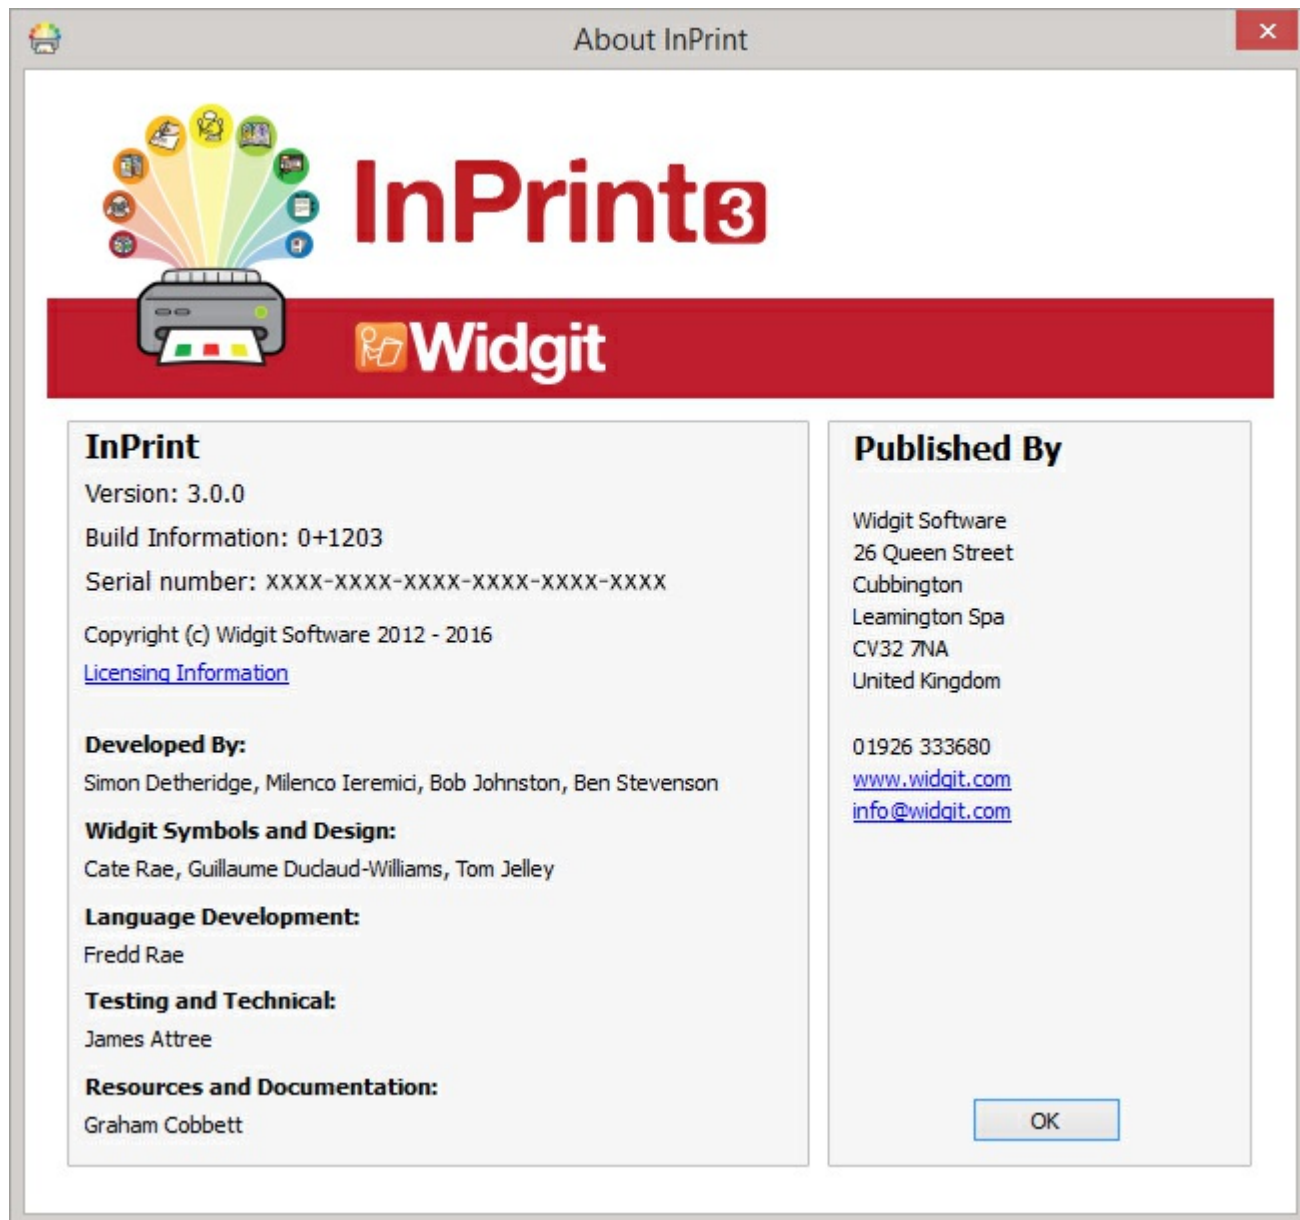 About InPrint
InPrint 3
Widgit
InPrint
Version: 3.0.0
Build Information: 0+1203
Serial number: XXXX-XXXX-XXXX-XXXX-XXXX-XXXX
Copyright (c) Widgit Software 2012 - 2016
Licensing Information
Developed By:
Simon Detheridge, Milenco Ieremici, Bob Johnston, Ben Stevenson
Widgit Symbols and Design:
Cate Rae, Guillaume Duclaud-Williams, Tom Jelley
Language Development:
Fredd Rae
Testing and Technical:
James Attree
Resources and Documentation:
Graham Cobbett
Published By
Widgit Software
26 Queen Street
Cubbington
Leamington Spa
CV32 7NA
United Kingdom
01926 333680
www.widgit.com
info@widgit.com
OK